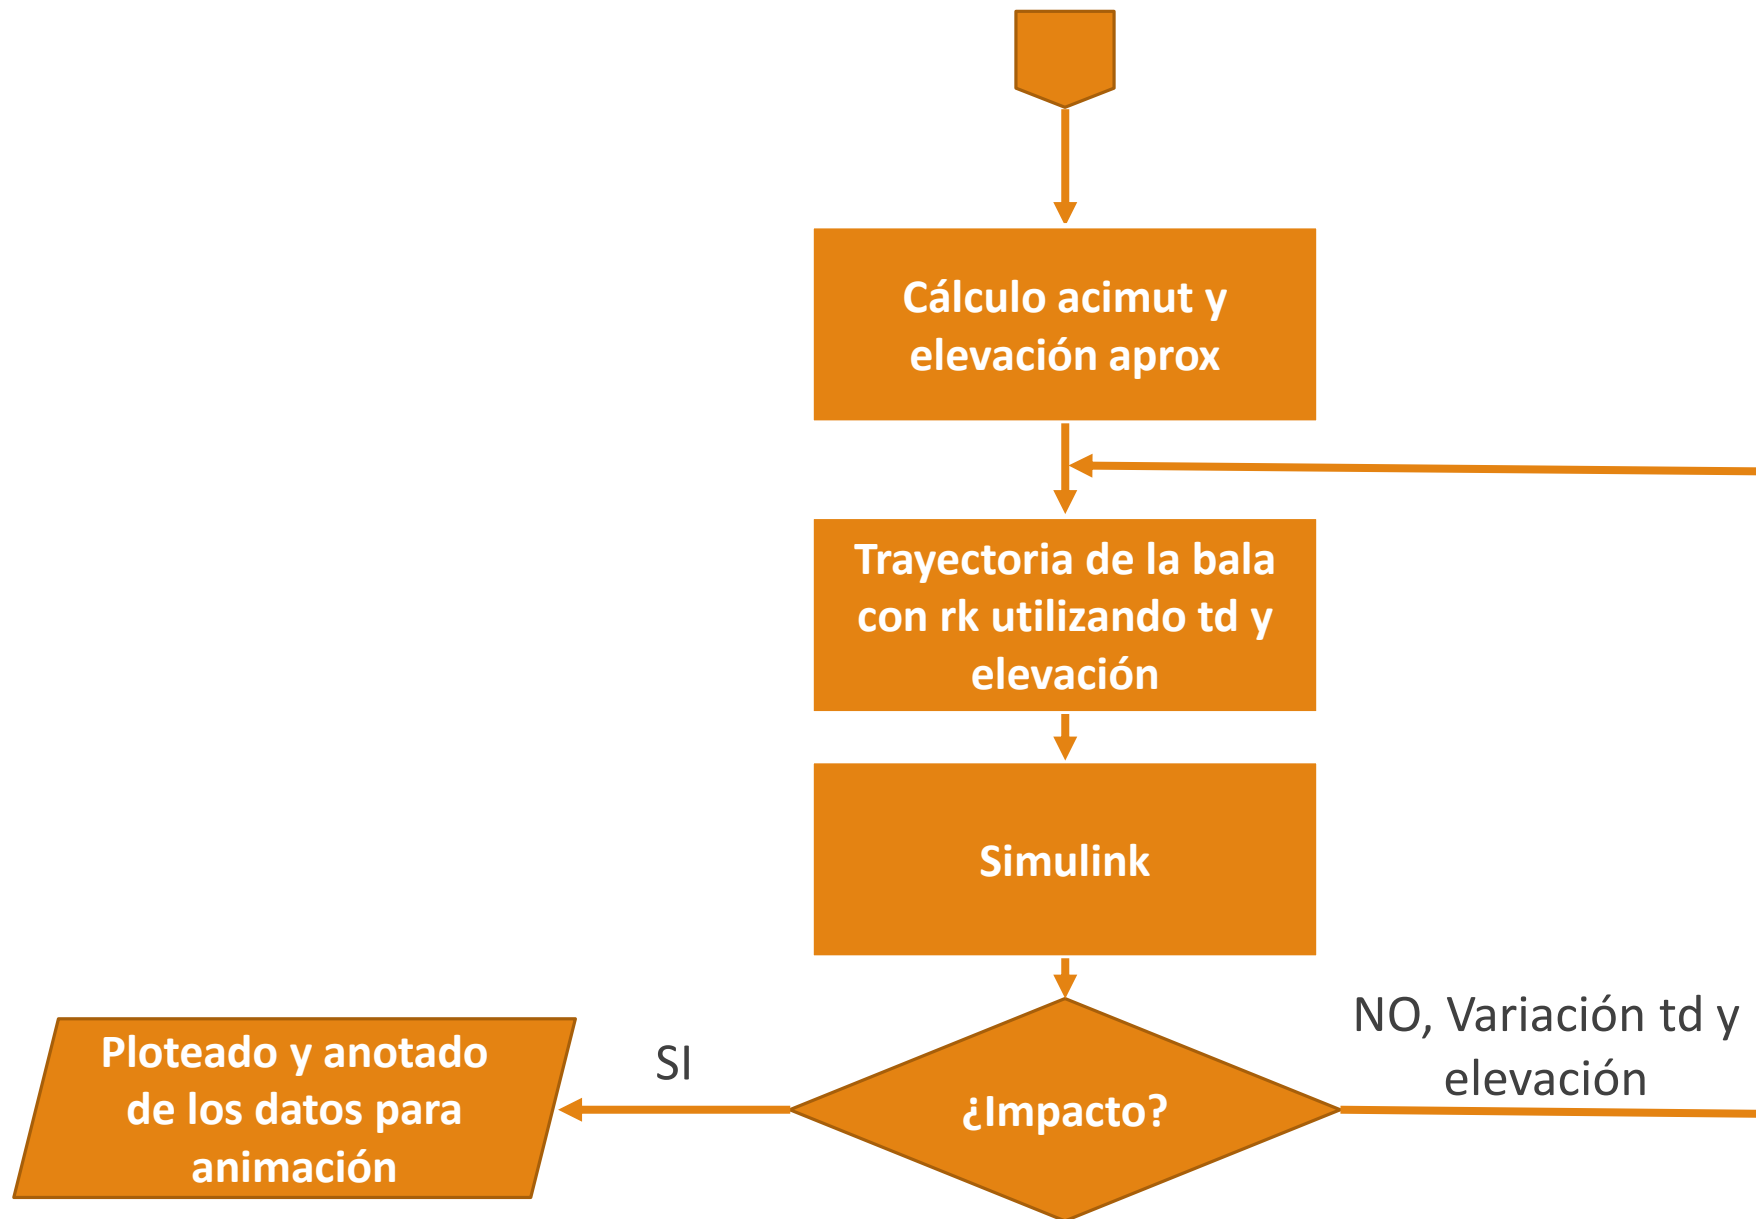 Cálculo acimut y
elevación aprox
Trayectoria de la bala
con rk utilizando td y
elevación
Simulink
¿Impacto?
SI
Ploteado y anotado
de los datos para
animación
NO, Variación td y
elevación